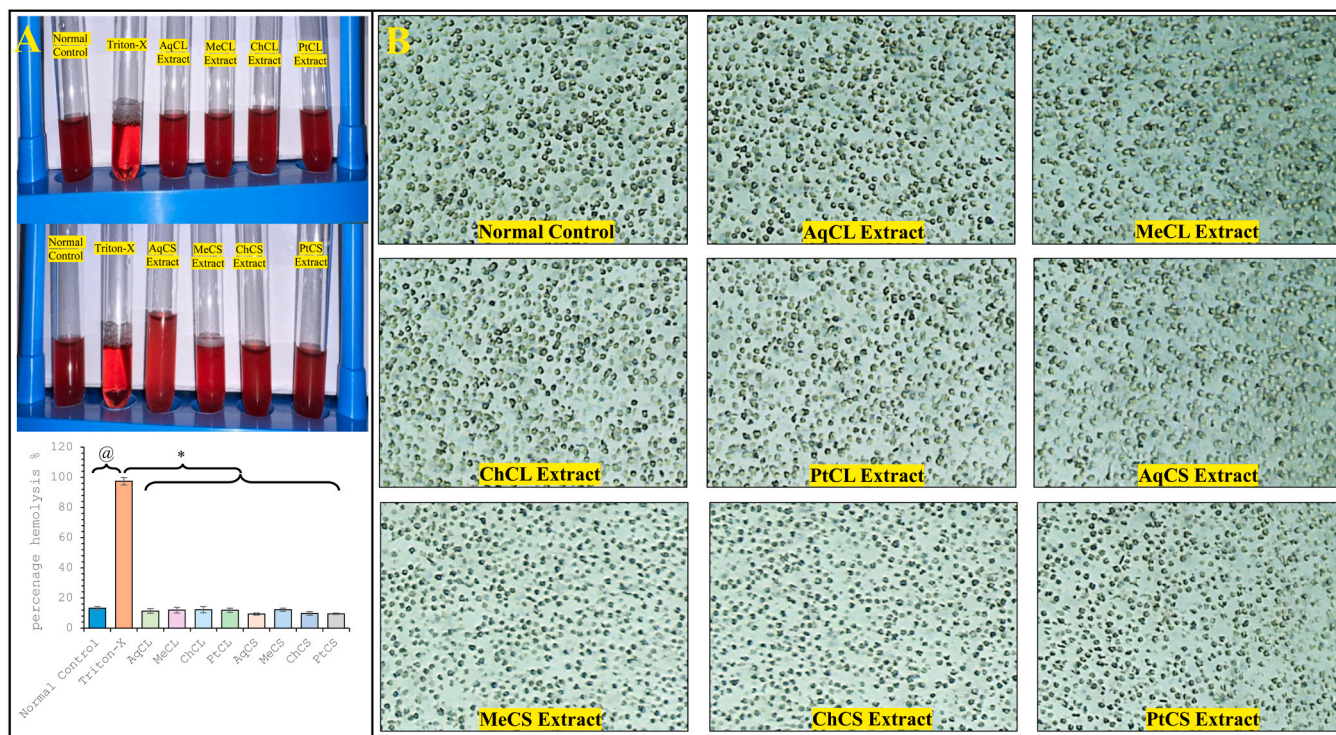 A
Normal
Control
Triton-X
AqCL
Extract
MeCL
Extract
ChCL
Extract
PtCL
Extract
Normal
Control
Triton-X
AqCS
Extract
MeCS
Extract
ChCS
Extract
PtCS
Extract
percenage hemolysis %
120
100
80
60
40
20
0
@
*
Normal Control
Triton-X
AqCL
MeCL
ChCL
PtCL
AqCS
MeCS
ChCS
PtCS
B
Normal Control
AqCL Extract
MeCL Extract
ChCL Extract
PtCL Extract
AqCS Extract
MeCS Extract
ChCS Extract
PtCS Extract